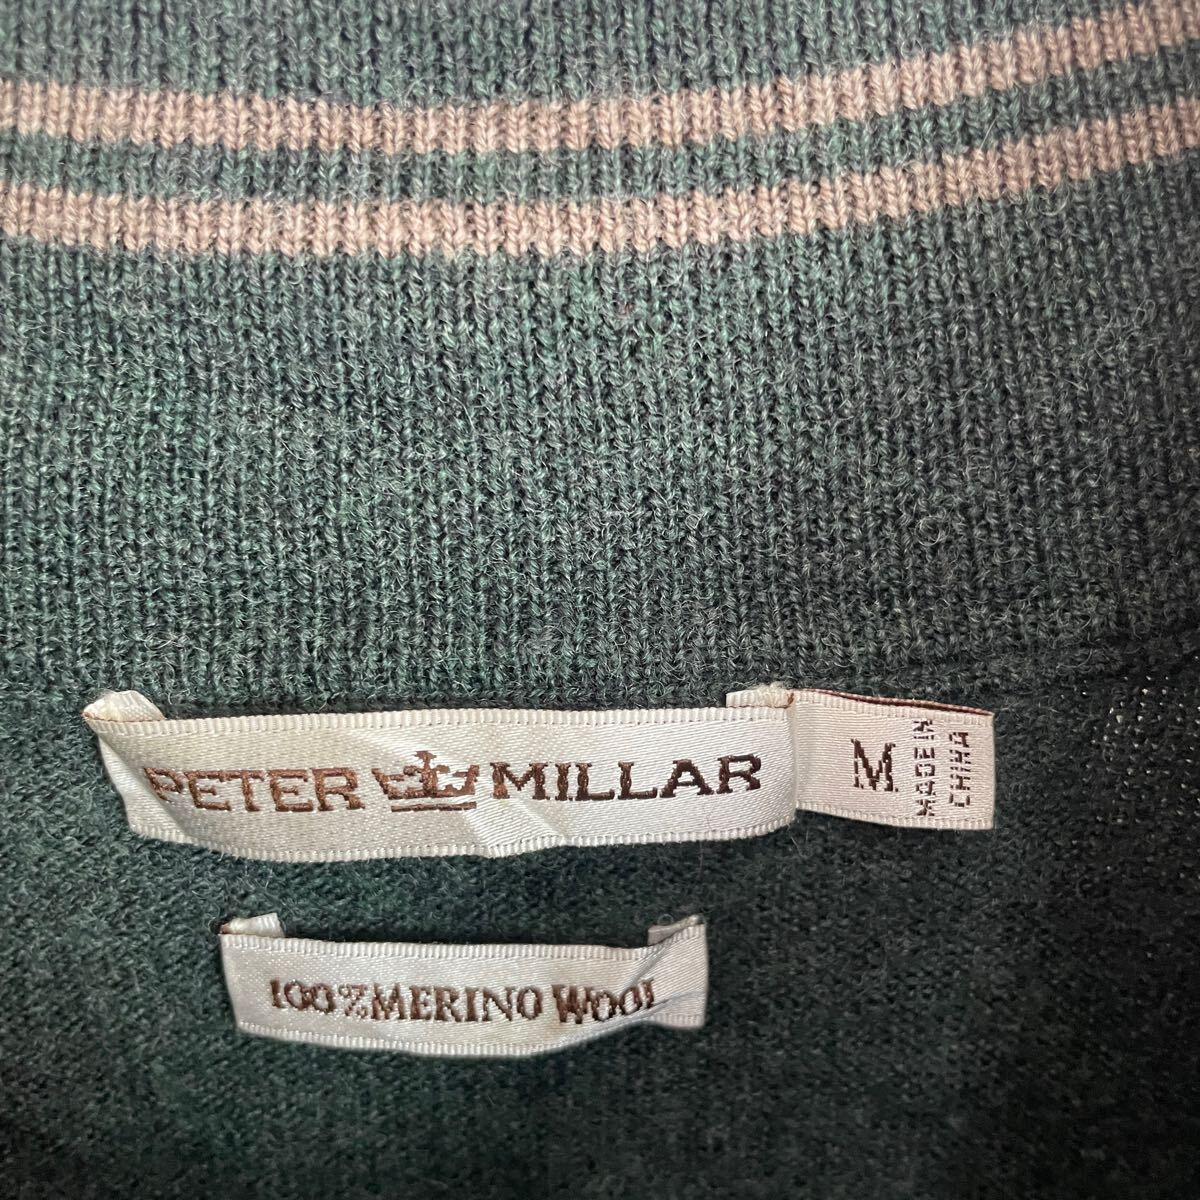 PETER MILLAR
M
MADE IN
CHINA
100% MERINO WOOL